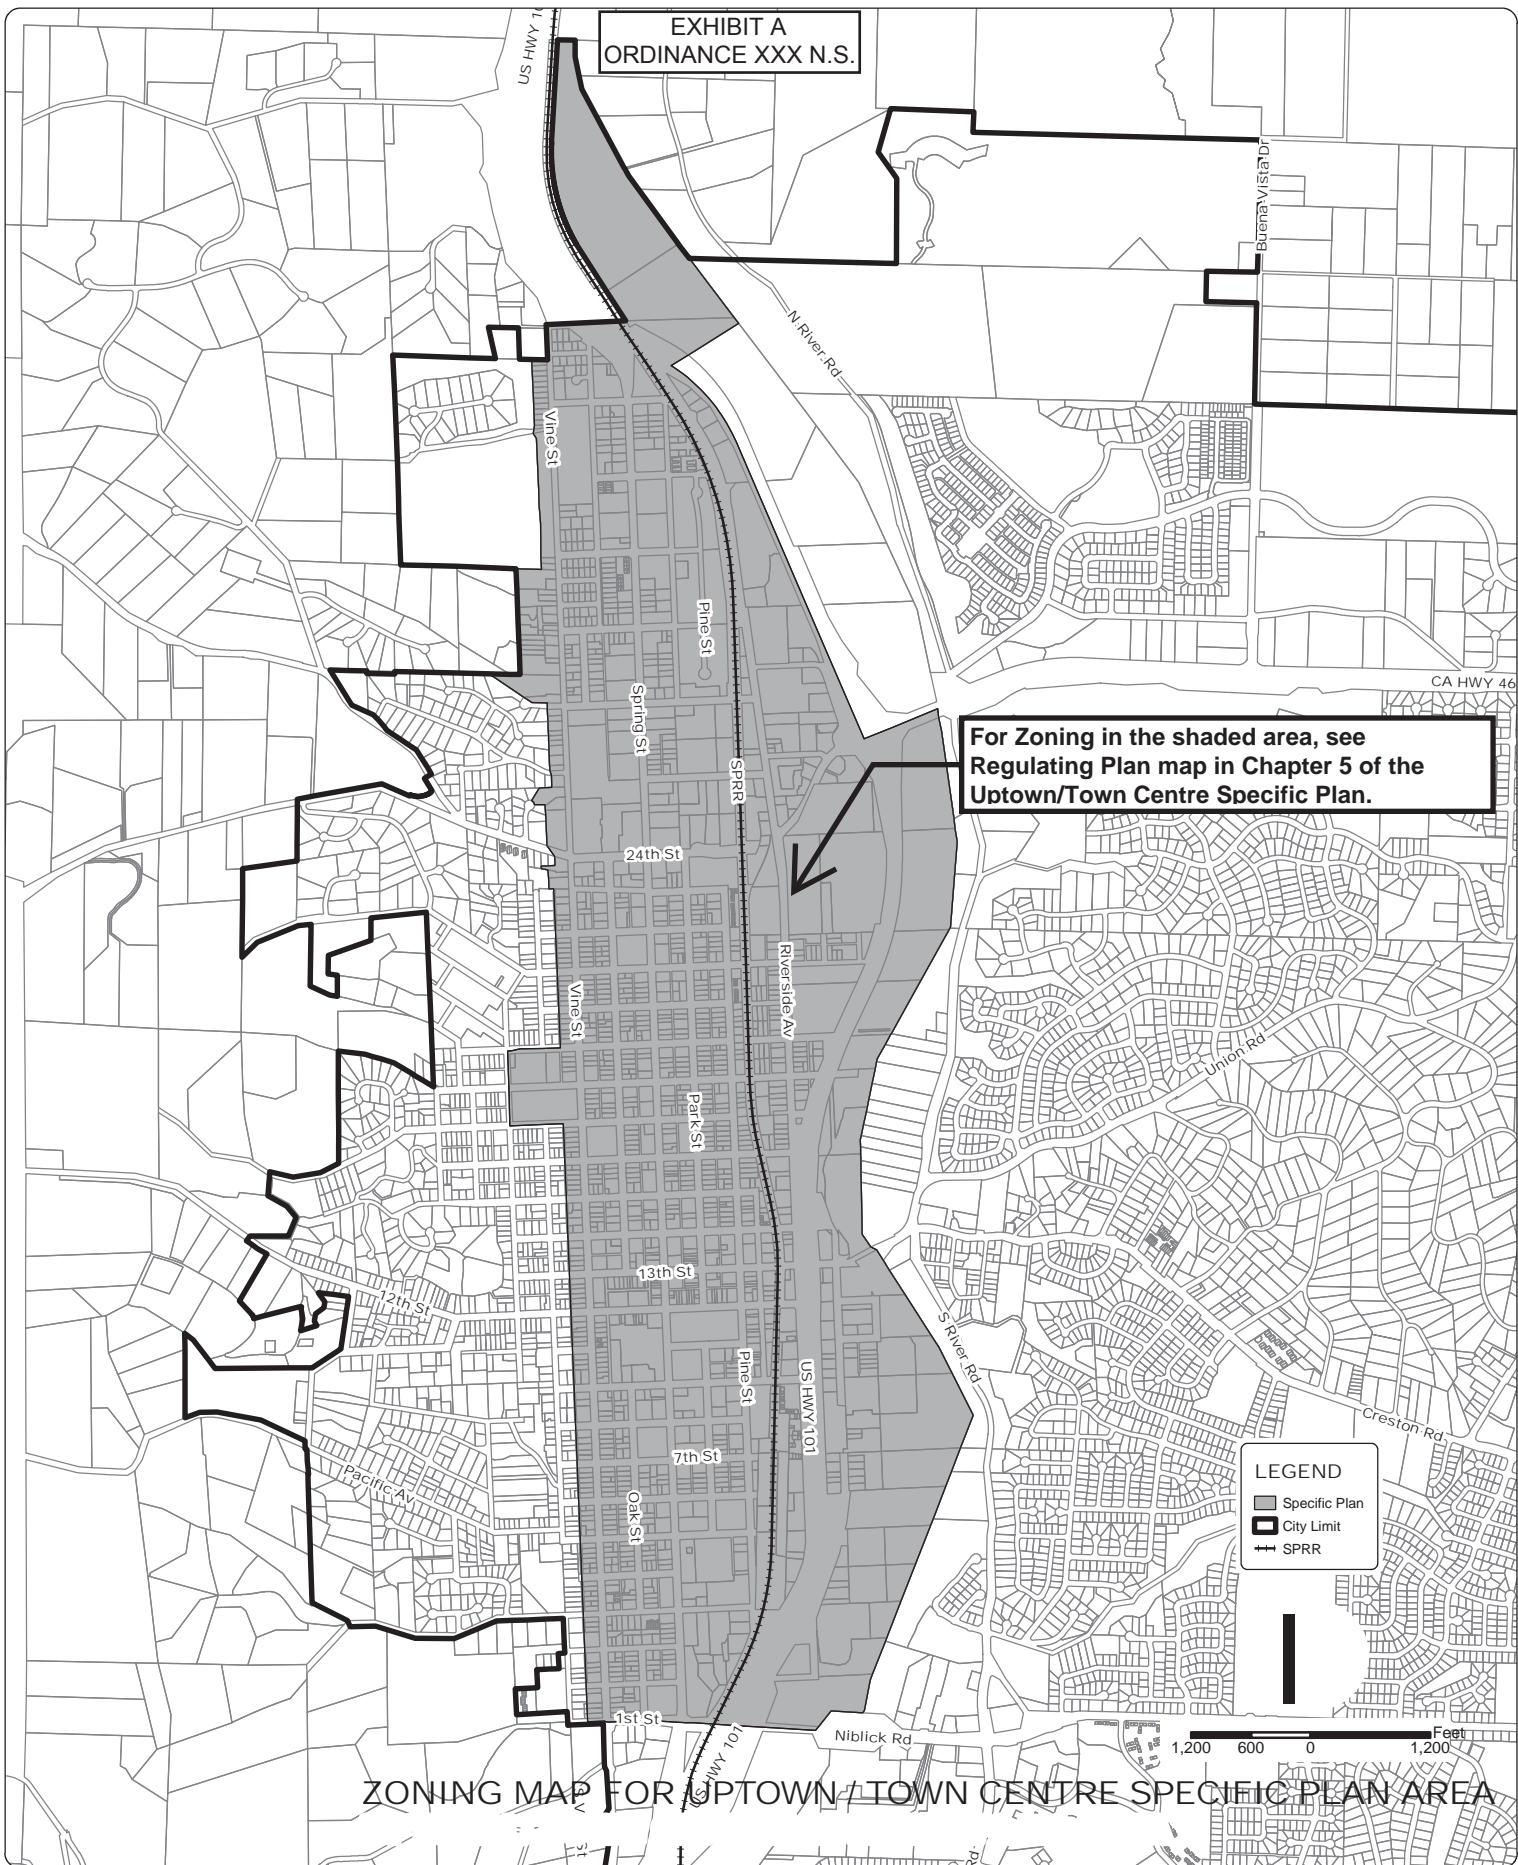 EXHIBIT A
ORDINANCE XXX N.S.
US HWY 10
Buena Vista Dr
N River Rd
Vine St
Pine St
CA HWY 46
Spring St
For Zoning in the shaded area, see
Regulating Plan map in Chapter 5 of the
Uptown/Town Centre Specific Plan.
SPRR
24th St
Riverside Av
Vine St
Union Rd
Park St
13th St
12th St
S River Rd
Pine St
US HWY 101
Creston Rd
7th St
Pacific Av
Oak St
LEGEND
Specific Plan
City Limit
SPRR
1st St
Niblick Rd
US HWY 101
Feet
1,200 600 0 1,200
ZONING MAP FOR UPTOWN / TOWN CENTRE SPECIFIC PLAN AREA
St
Rd